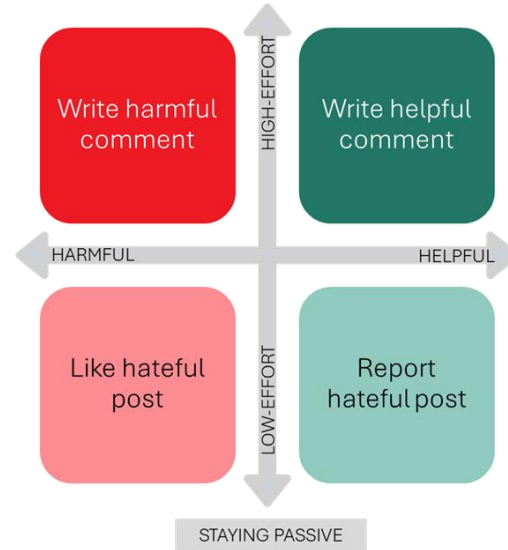 HIGH-EFFORT
Write harmful
comment
Write helpful
comment
HARMFUL
HELPFUL
LOW-EFFORT
Like hateful
post
Report
hateful post
STAYING PASSIVE